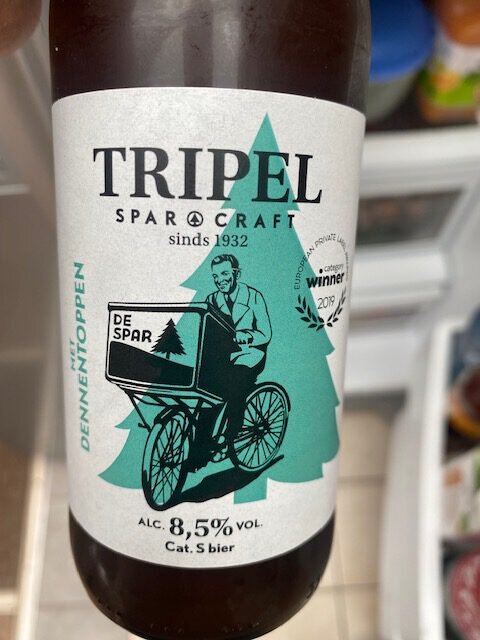 TRIPEL
SPAR CRAFT
sinds 1932
EUROPEAN PRIVATE LABEL
category
winner
2019
DE
SPAR
MET
DENNENTOPPEN
ALC. 8,5% VOL.
Cat. S bier